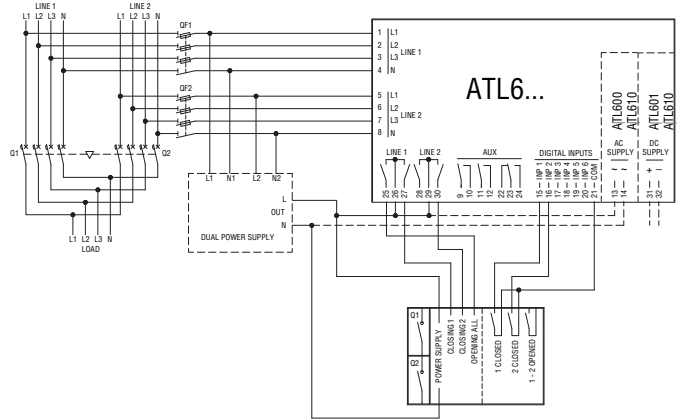 LINE 1
L1 L2 L3 N
LINE 2
L1 L2 L3 N
QF1
QF2
1 L1
2 L2
3 L3
4 N
LINE 1
5 L1
6 L2
7 L3
8 N
LINE 2
ATL6...
ATL600
ATL610
ATL601
ATL610
AC
SUPPLY
~ ~
DC
SUPPLY
+ −
Q1
Q2
LINE 1
LINE 2
AUX
DIGITAL INPUTS
25
26
27
28
29
30
9
10
11
12
22
23
24
15 - INP 1
16 - INP 2
17 - INP 3
18 - INP 4
19 - INP 5
20 - INP 6
21 COM
13
14
31
32
L1 N1 L2 N2
L
OUT
N
DUAL POWER SUPPLY
L1 L2 L3 N
LOAD
Q1
Q2
POWER SUPPLY
CLOSING 1
CLOSING 2
OPENING ALL
1 CLOSED
2 CLOSED
1 - 2 OPENED